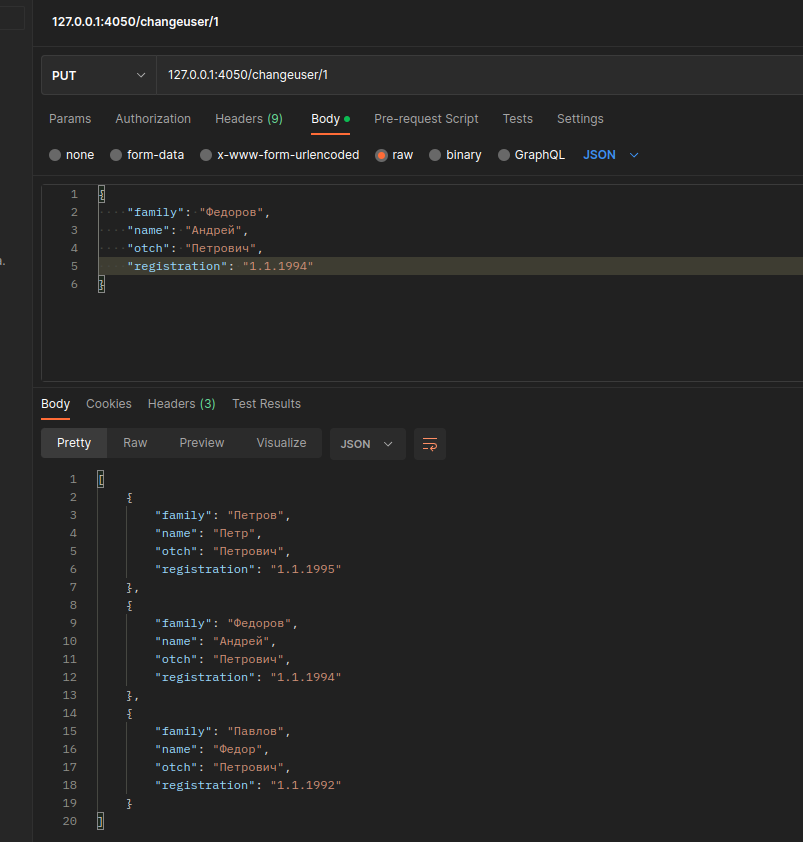 127.0.0.1:4050/changeuser/1
PUT 127.0.0.1:4050/changeuser/1
Params Authorization Headers (9) Body Pre-request Script Tests Settings
none form-data x-www-form-urlencoded raw binary GraphQL JSON
1 {
2 "family": "Федоров",
3 "name": "Андрей",
4 "otch": "Петрович",
5 "registration": "1.1.1994"
6 }
Body Cookies Headers (3) Test Results
Pretty Raw Preview Visualize JSON
1 [
2 {
3 "family": "Петров",
4 "name": "Петр",
5 "otch": "Петрович",
6 "registration": "1.1.1995"
7 },
8 {
9 "family": "Федоров",
10 "name": "Андрей",
11 "otch": "Петрович",
12 "registration": "1.1.1994"
13 },
14 {
15 "family": "Павлов",
16 "name": "Федор",
17 "otch": "Петрович",
18 "registration": "1.1.1992"
19 }
20 ]